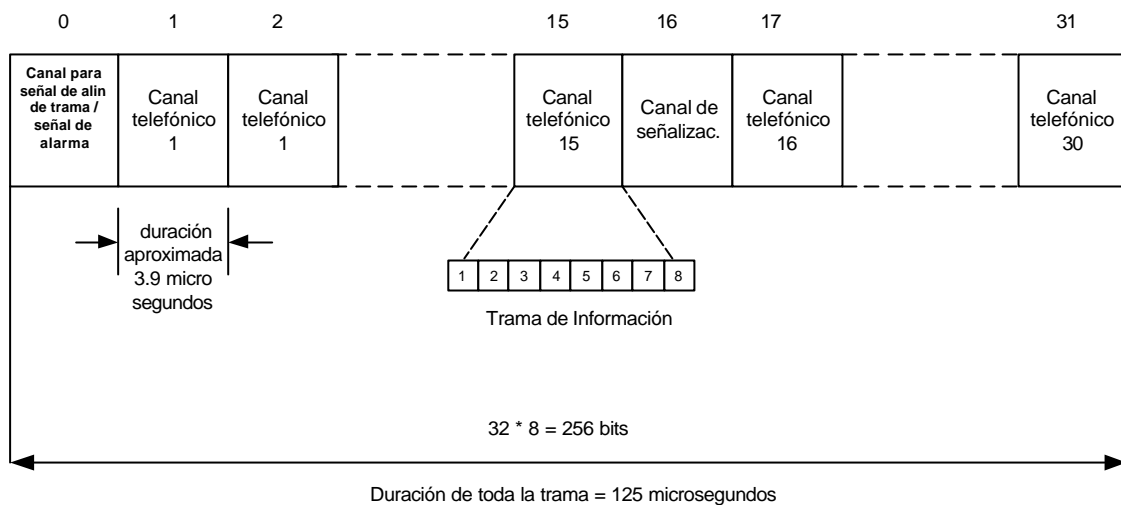 0 1 2 15 16 17 31
Canal para
señal de alin
de trama /
señal de
alarma
Canal
telefónico
1
Canal
telefónico
1
Canal
telefónico
15
Canal de
señalizac.
Canal
telefónico
16
Canal
telefónico
30
duración
aproximada
3.9 micro
segundos
1 2 3 4 5 6 7 8
Trama de Información
32 * 8 = 256 bits
Duración de toda la trama = 125 microsegundos